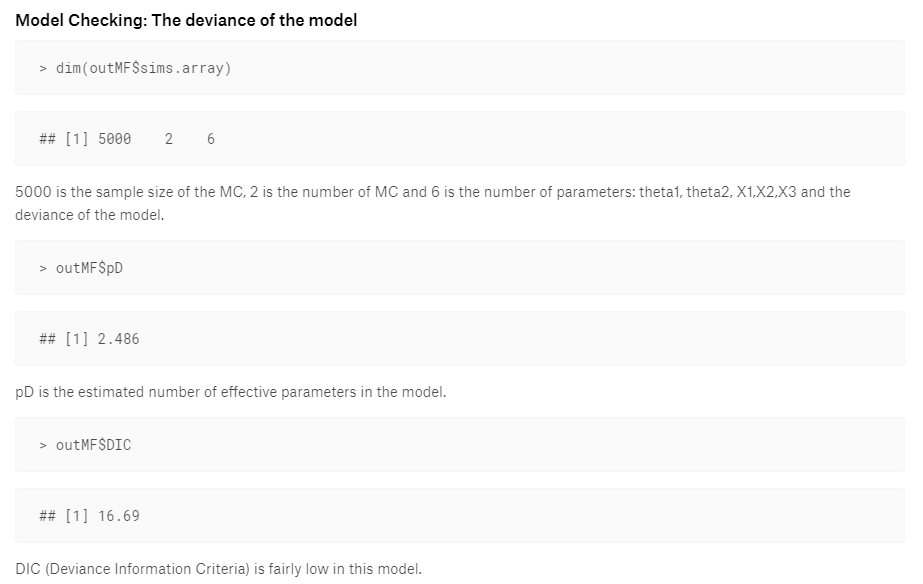 Model Checking: The deviance of the model
> dim(outMF$sims.array)
## [1] 5000    2    6
5000 is the sample size of the MC, 2 is the number of MC and 6 is the number of parameters: theta1, theta2, X1,X2,X3 and the
deviance of the model.
> outMF$pD
## [1] 2.486
pD is the estimated number of effective parameters in the model.
> outMF$DIC
## [1] 16.69
DIC (Deviance Information Criteria) is fairly low in this model.